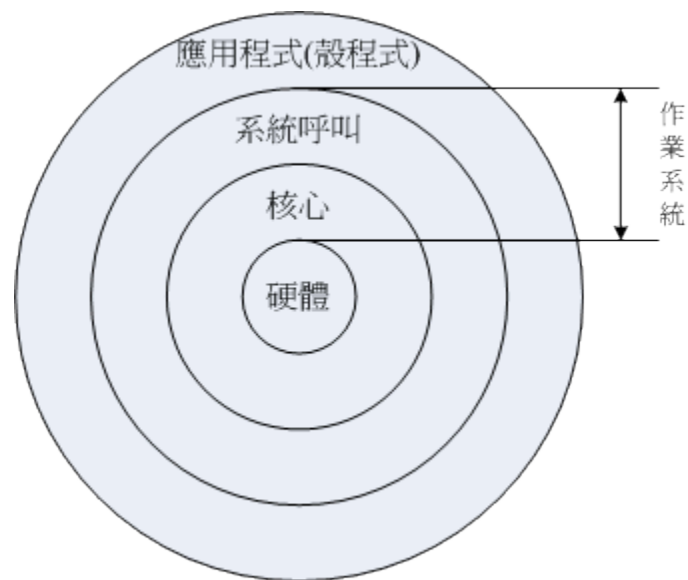 應用程式(殼程式)
系統呼叫
核心
硬體
作業系統